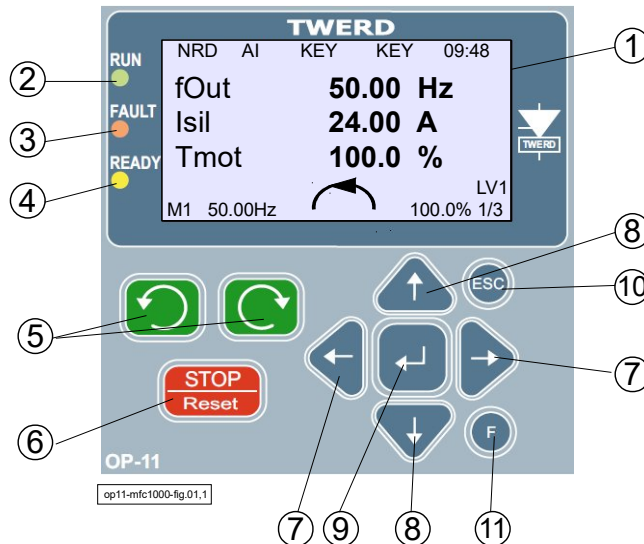 TWERD
NRD AI KEY KEY 09:48
RUN
fOut 50.00 Hz
FAULT
Isil 24.00 A
READY
Tmot 100.0 %
LV1
M1 50.00Hz 100.0% 1/3
TWERD
ESC
STOP
Reset
F
OP-11
op11-mfc1000-fig.01,1
1
2
3
4
5
6
7
8
9
8
7
10
11